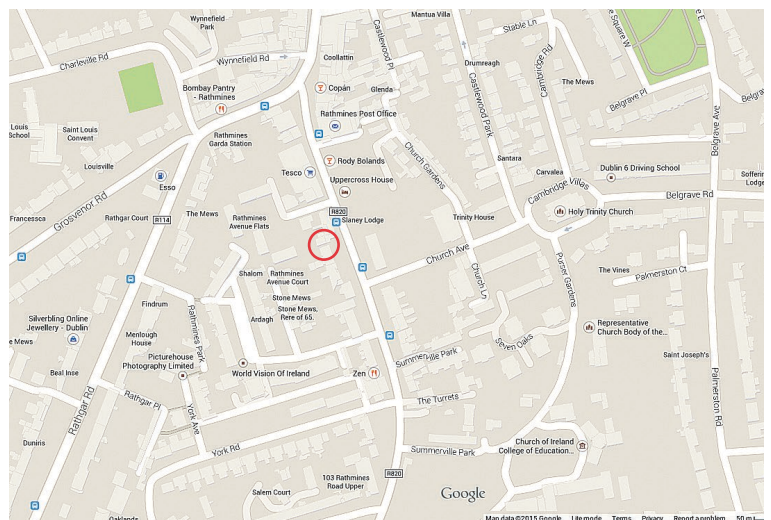 Mantua Villa
Wynnefield
Park
Stable Ln
e Square W
e E
Charleville Rd
Wynnefield Rd
Coolattin
Castlewood Pl
Drumreagh
Cambridge Rd
The Mews
Bombay Pantry
- Rathmines
Copán
Glenda
Castlewood Park
Belgrave Pl
Belgrave Ave
Rathmines Post Office
Louis
School
Saint Louis
Convent
Rathmines
Garda Station
Rody Bolands
Church Gardens
Santara
Louisville
Tesco
Uppercross House
Carvalea
Dublin 6 Driving School
Esso
Cambridge Villas
Belgrave Rd
Lodge
Grosvenor Rd
Francessca
Rathgar Court
R114
The Mews
Rathmines
Avenue Flats
R820
Slaney Lodge
Trinity House
Holy Trinity Church
Church Ave
Shalom
Rathmines
Avenue Court
Purser Gardens
The Vines
Palmerston Ct
Church Ln
Stone Mews
Stone Mews,
Rere of 65.
Findrum
Ardagh
Rathmines Park
Silverbling Online
Jewellery - Dublin
e Mews
Menlough
House
Representative
Church Body of the...
Seven Oaks
Summerville Park
Saint Joseph's
Picturehouse
Photography Limited
World Vision Of Ireland
Zen
Beal Inse
Rathgar Rd
Rathgar Pl
York Ave
The Turrets
Palmerston Rd
Duniris
York Rd
Summerville Park
Church of Ireland
College of Education...
R820
103 Rathmines
Road Upper
Salem Court
Google
Oaklands
Map data ©2015 Google
Lite mode
Terms
Privacy
Report a problem
50 m